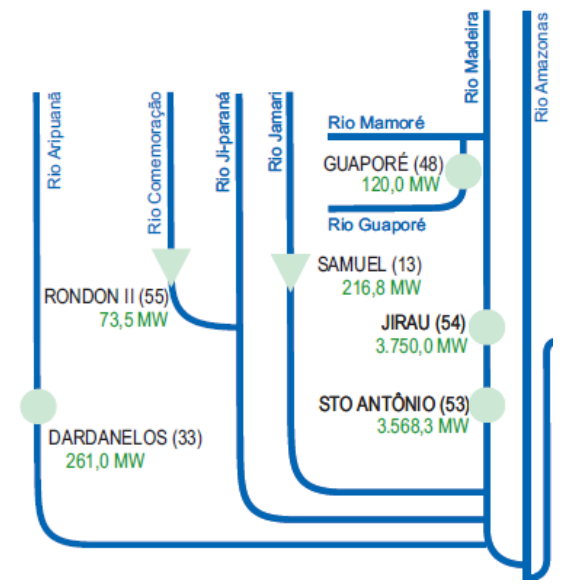 Rio Aripuanã
Rio Comemoração
Rio Ji-paraná
Rio Jamari
Rio Madeira
Rio Amazonas
Rio Mamoré
GUAPORÉ (48)
120,0 MW
Rio Guaporé
SAMUEL (13)
216,8 MW
RONDON II (55)
73,5 MW
JIRAU (54)
3.750,0 MW
STO ANTÔNIO (53)
3.568,3 MW
DARDANELOS (33)
261,0 MW